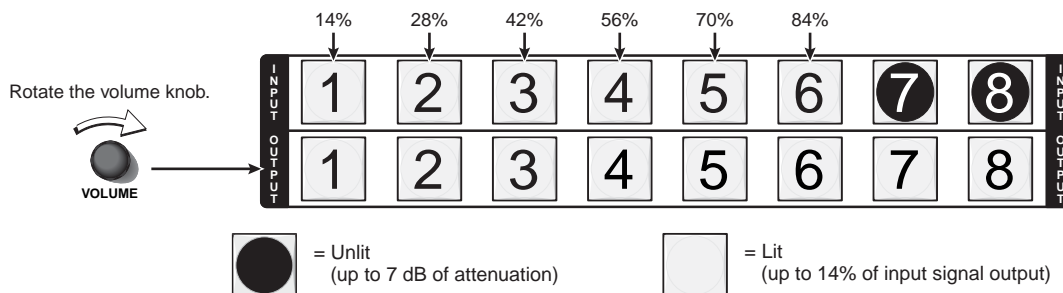 14% 28% 42% 56% 70% 84%
INPUT 1 2 3 4 5 6 7 8 INPUT
Rotate the volume knob.
OUTPUT 1 2 3 4 5 6 7 8 OUTPUT
VOLUME
= Unlit
(up to 7 dB of attenuation)
= Lit
(up to 14% of input signal output)